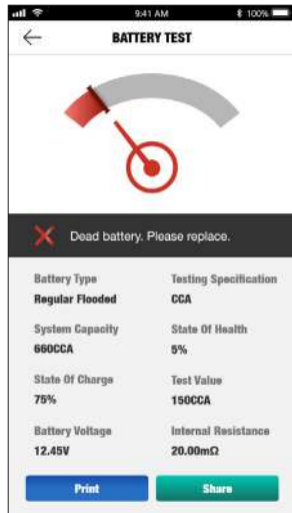 9:41 AM 100%
BATTERY TEST
Dead battery. Please replace.
Battery Type Testing Specification
Regular Flooded CCA
System Capacity State Of Health
660CCA 5%
State Of Charge Test Value
75% 150CCA
Battery Voltage Internal Resistance
12.45V 20.00mΩ
Print Share